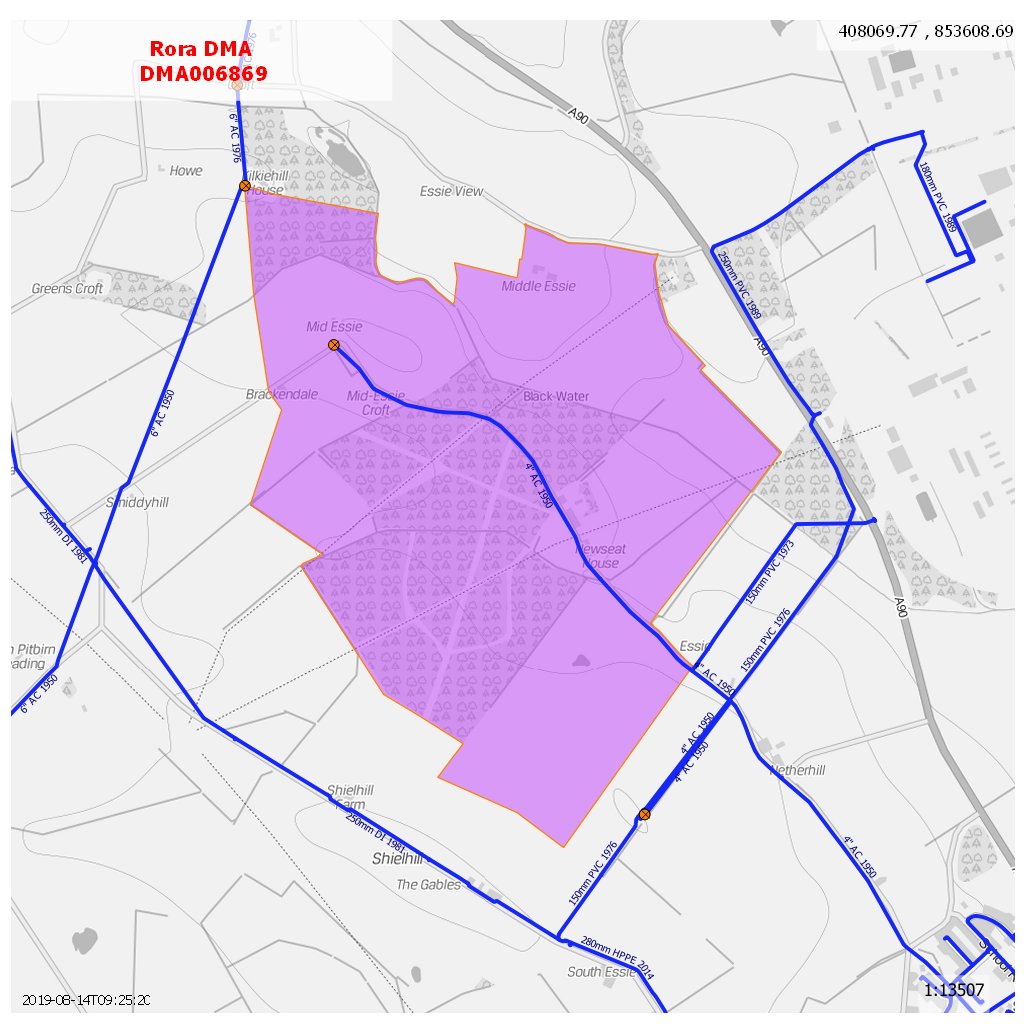 408069.77 , 853608.69
Rora DMA
DMA006869
A90
6" AC 1976
Howe
Kilkiehill
House
Essie View
180mm PVC 1989
Greens Croft
Middle Essie
250mm PVC 1989
Mid Essie
A90
Brackendale
Mid-Essie
Croft
Black Water
6" AC 1950
4" AC 1950
Smiddyhill
250mm DI 1981
Newseat
House
150mm PVC 1973
A90
150mm PVC 1976
Essie
n Pitbirn
eading
6" AC 1950
4" AC 1950
4" AC 1950
4" AC 1950
Netherhill
Shielhill
Farm
250mm DI 1981
Shielhill
The Gables
150mm PVC 1976
4" AC 1950
280mm HPPE 2014
South Essie
School
2019-08-14T09:25:20
1:13507